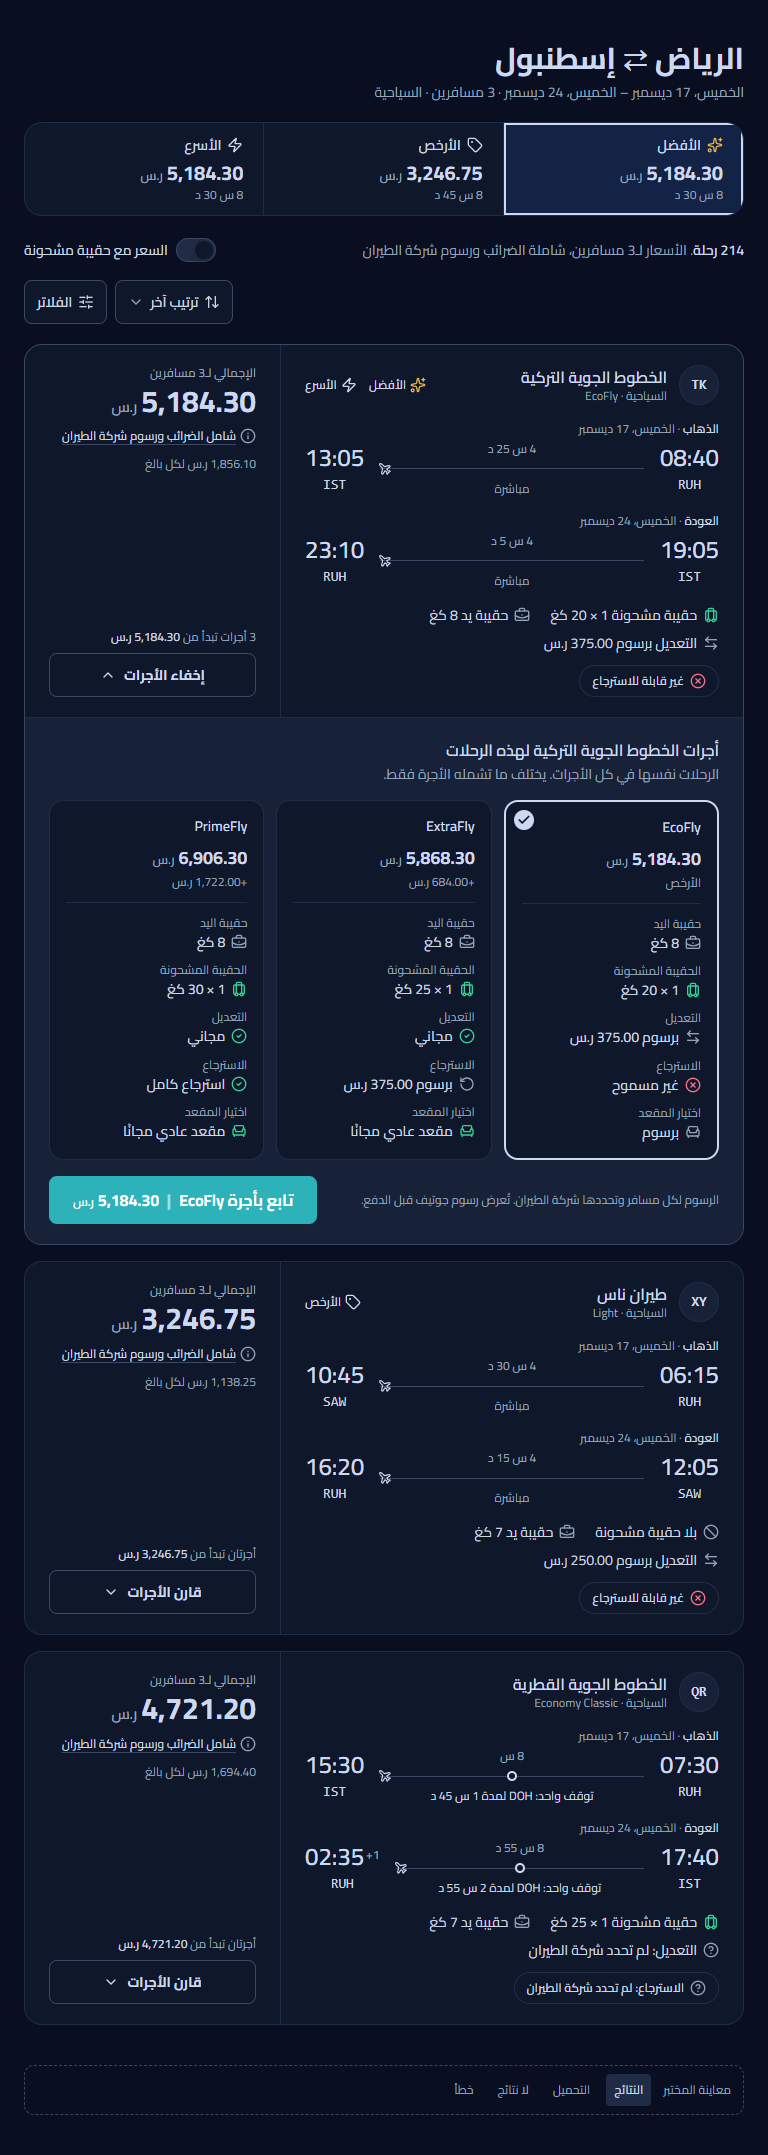 الرياض ⇄ إسطنبول
الخميس، 17 ديسمبر – الخميس، 24 ديسمبر · 3 مسافرين · السياحية
الأفضل
5,184.30 ر.س
8 س 30 د
الأرخص
3,246.75 ر.س
8 س 45 د
الأسرع
5,184.30 ر.س
8 س 30 د
214 رحلة. الأسعار لـ3 مسافرين، شاملة الضرائب ورسوم شركة الطيران
السعر مع حقيبة مشحونة
ترتيب آخر
الفلاتر
TK
الخطوط الجوية التركية
السياحية · EcoFly
الأفضل
الأسرع
الذهاب · الخميس، 17 ديسمبر
08:40
RUH
4 س 25 د
مباشرة
13:05
IST
العودة · الخميس، 24 ديسمبر
19:05
IST
4 س 5 د
مباشرة
23:10
RUH
حقيبة مشحونة 1 × 20 كغ
حقيبة يد 8 كغ
التعديل برسوم 375.00 ر.س
غير قابلة للاسترجاع
الإجمالي لـ3 مسافرين
5,184.30 ر.س
شامل الضرائب ورسوم شركة الطيران
1,856.10 ر.س لكل بالغ
3 أجرات تبدأ من 5,184.30 ر.س
إخفاء الأجرات
أجرات الخطوط الجوية التركية لهذه الرحلات
الرحلات نفسها في كل الأجرات. يختلف ما تشمله الأجرة فقط.
EcoFly
5,184.30 ر.س
الأرخص
حقيبة اليد
8 كغ
الحقيبة المشحونة
1 × 20 كغ
التعديل
برسوم 375.00 ر.س
الاسترجاع
غير مسموح
اختيار المقعد
برسوم
ExtraFly
5,868.30 ر.س
+684.00 ر.س
حقيبة اليد
8 كغ
الحقيبة المشحونة
1 × 25 كغ
التعديل
مجاني
الاسترجاع
برسوم 375.00 ر.س
اختيار المقعد
مقعد عادي مجانًا
PrimeFly
6,906.30 ر.س
+1,722.00 ر.س
حقيبة اليد
8 كغ
الحقيبة المشحونة
1 × 30 كغ
التعديل
مجاني
الاسترجاع
استرجاع كامل
اختيار المقعد
مقعد عادي مجانًا
الرسوم لكل مسافر وتحددها شركة الطيران. تُعرض رسوم جوتيف قبل الدفع.
تابع بأجرة EcoFly | 5,184.30 ر.س
XY
طيران ناس
السياحية · Light
الأرخص
الذهاب · الخميس، 17 ديسمبر
06:15
RUH
4 س 30 د
مباشرة
10:45
SAW
العودة · الخميس، 24 ديسمبر
12:05
SAW
4 س 15 د
مباشرة
16:20
RUH
بلا حقيبة مشحونة
حقيبة يد 7 كغ
التعديل برسوم 250.00 ر.س
غير قابلة للاسترجاع
الإجمالي لـ3 مسافرين
3,246.75 ر.س
شامل الضرائب ورسوم شركة الطيران
1,138.25 ر.س لكل بالغ
أجرتان تبدأ من 3,246.75 ر.س
قارن الأجرات
QR
الخطوط الجوية القطرية
السياحية · Economy Classic
الذهاب · الخميس، 17 ديسمبر
07:30
RUH
8 س
توقف واحد: DOH لمدة 1 س 45 د
15:30
IST
العودة · الخميس، 24 ديسمبر
17:40
IST
8 س 55 د
توقف واحد: DOH لمدة 2 س 55 د
02:35 +1
RUH
حقيبة مشحونة 1 × 25 كغ
حقيبة يد 7 كغ
التعديل: لم تحدد شركة الطيران
الاسترجاع: لم تحدد شركة الطيران
الإجمالي لـ3 مسافرين
4,721.20 ر.س
شامل الضرائب ورسوم شركة الطيران
1,694.40 ر.س لكل بالغ
أجرتان تبدأ من 4,721.20 ر.س
قارن الأجرات
معاينة المختبر
النتائج
التحميل
لا نتائج
خطأ